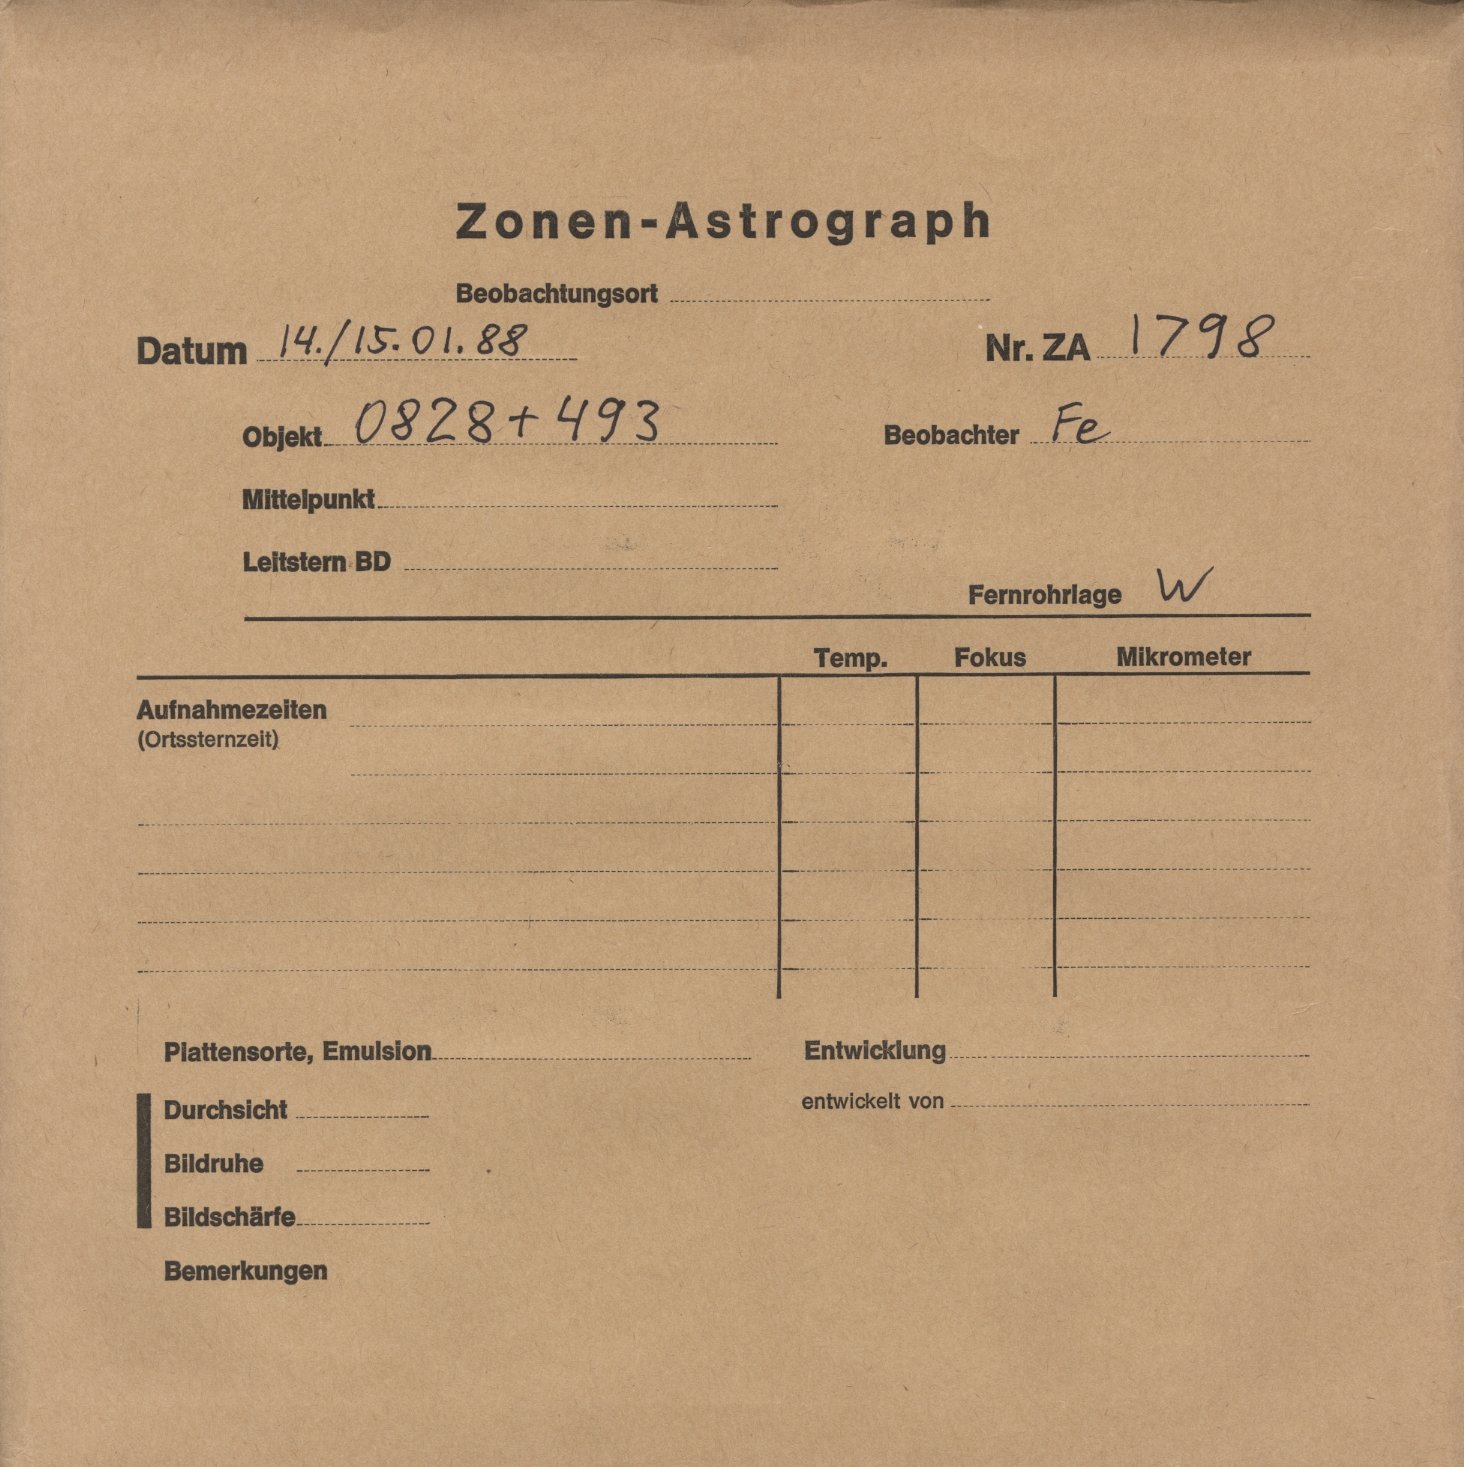 Zonen-Astrograph
Beobachtungsort
Datum 14./15.01.88 Nr. ZA 1798
Objekt 0828+493 Beobachter Fe
Mittelpunkt
Leitstern BD
Fernrohrlage W
Temp. Fokus Mikrometer
Aufnahmezeiten
(Ortssternzeit)
Plattensorte, Emulsion Entwicklung
Durchsicht entwickelt von
Bildruhe
Bildschärfe
Bemerkungen